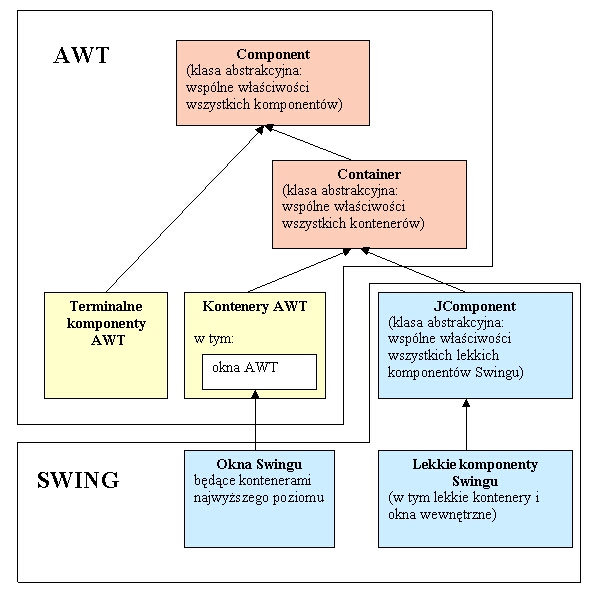 AWT
Component
(klasa abstrakcyjna:
wspólne właściwości
wszystkich komponentów)
Container
(klasa abstrakcyjna:
wspólne właściwości
wszystkich kontenerów)
Terminalne
komponenty
AWT
Kontenery AWT
w tym:
okna AWT
JComponent
(klasa abstrakcyjna:
wspólne właściwości
wszystkich lekkich
komponentów Swingu)
SWING
Okna Swingu
będące kontenerami
najwyższego poziomu
Lekkie komponenty
Swingu
(w tym lekkie kontenery i
okna wewnętrzne)